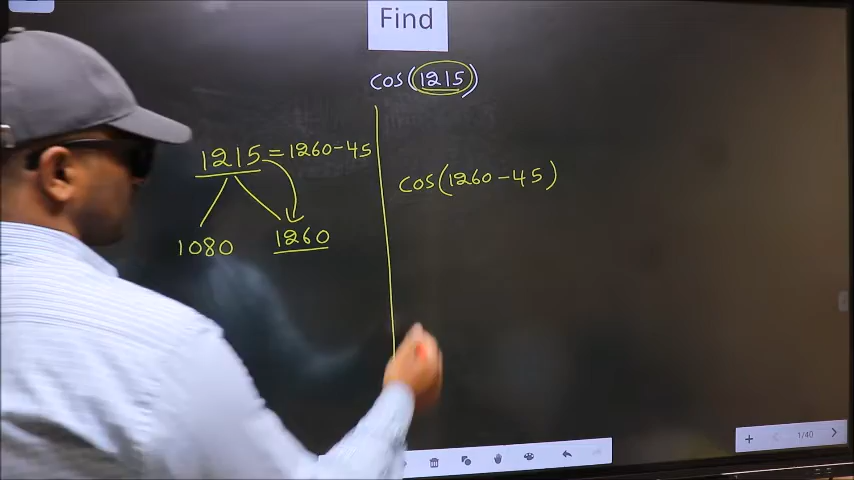 Find
cos(1215)
1215 = 1260-45
1080 1260
cos(1260-45)
1/40